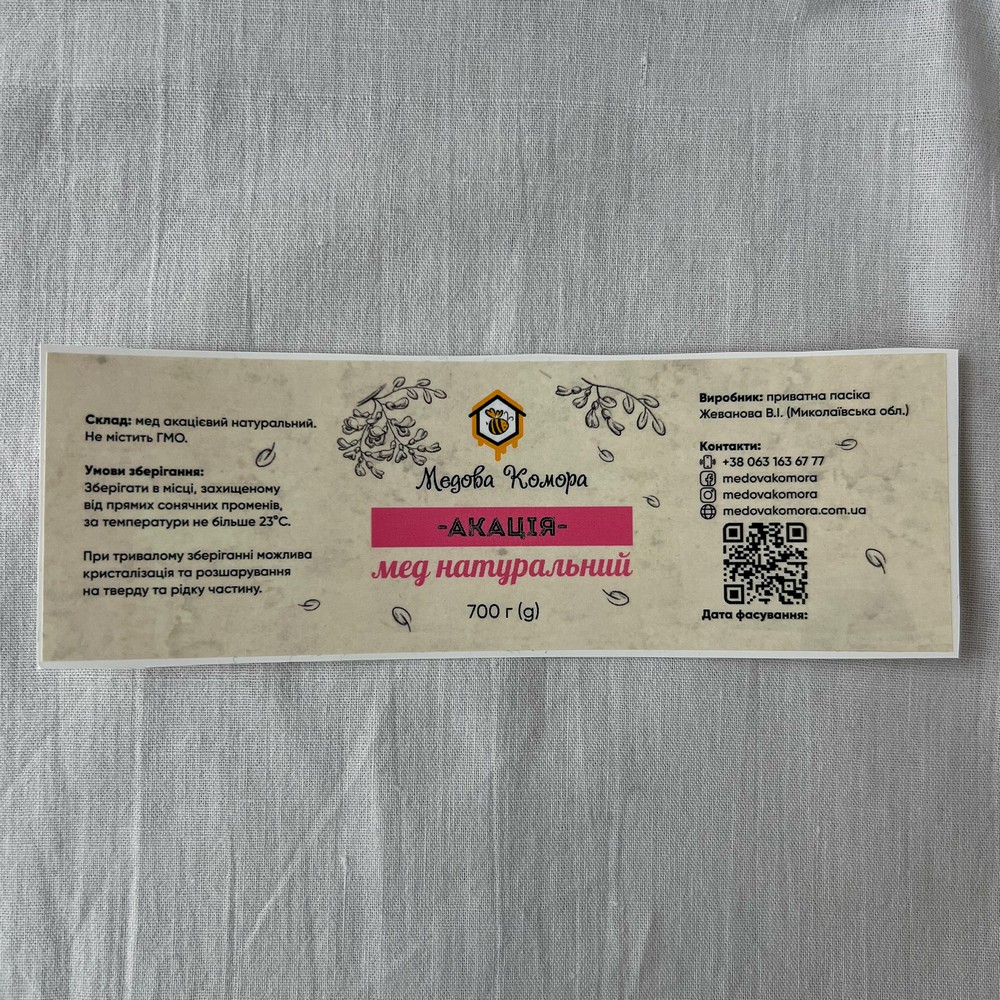 Склад: мед акацієвий натуральний.
Не містить ГМО.
Умови зберігання:
Зберігати в місці, захищеному
від прямих сонячних променів,
за температури не більше 23°C.
При тривалому зберіганні можлива
кристалізація та розшарування
на тверду та рідку частину.
Медова Комора
-АКАЦІЯ-
мед натуральний
700 г (g)
Виробник: приватна пасіка
Жеванова В.І. (Миколаївська обл.)
Контакти:
+38 063 163 67 77
medovakomora
medovakomora
medovakomora.com.ua
Дата фасування: